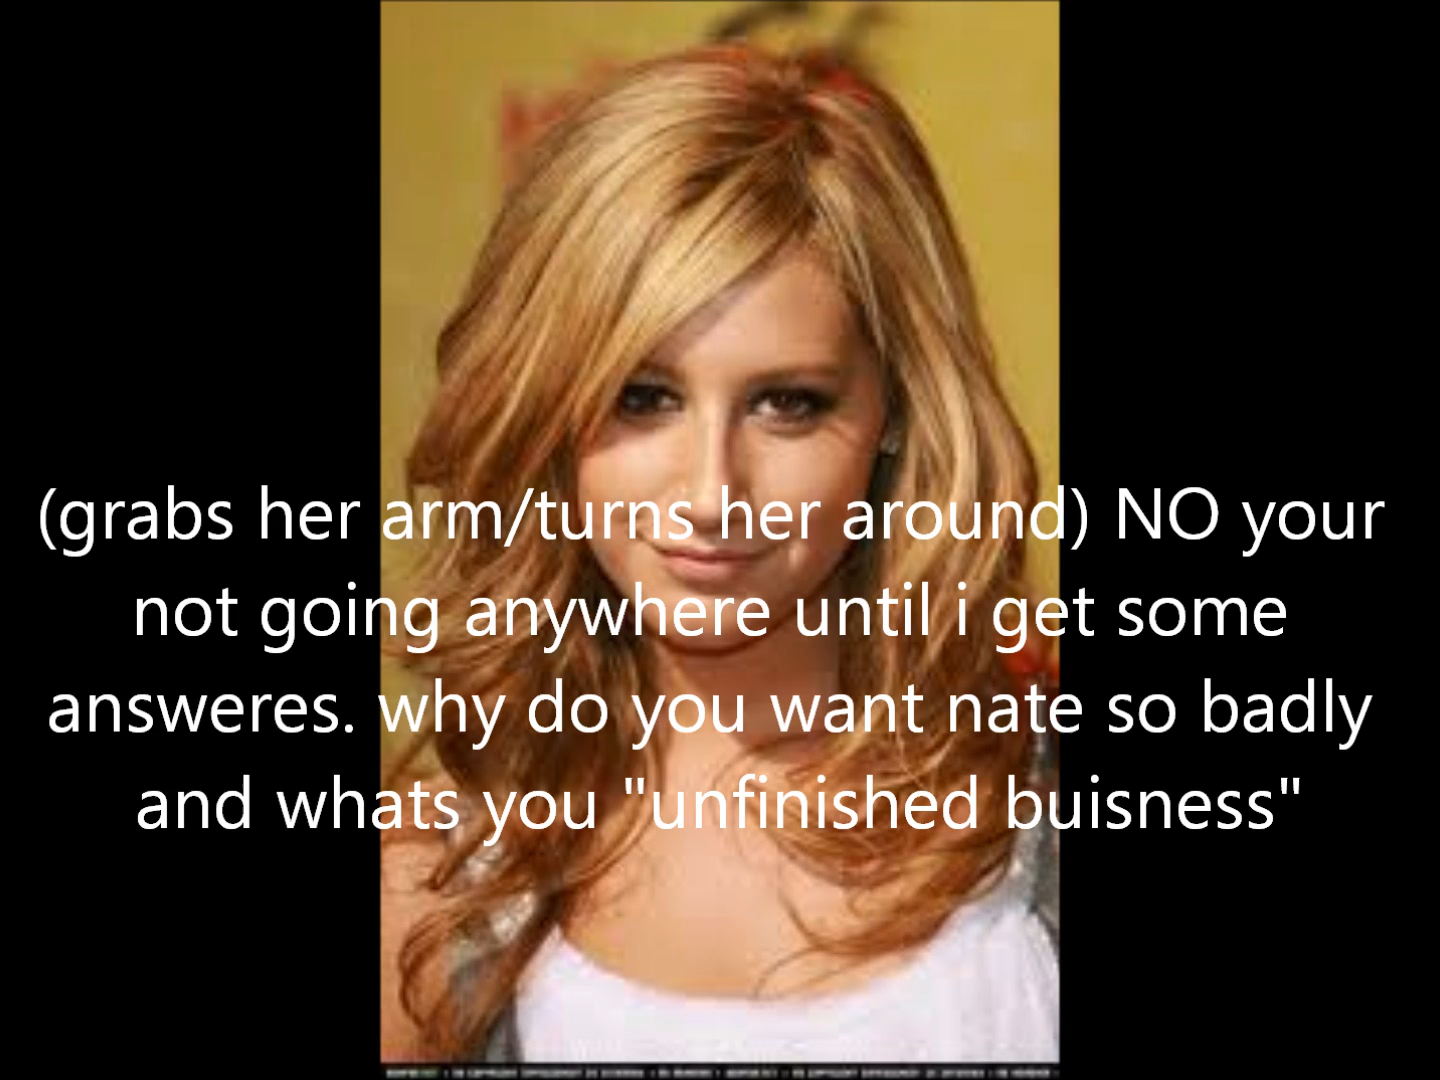 (grabs her arm/turns her around) NO your
not going anywhere until i get some
answeres. why do you want nate so badly
and whats you "unfinished buisness"